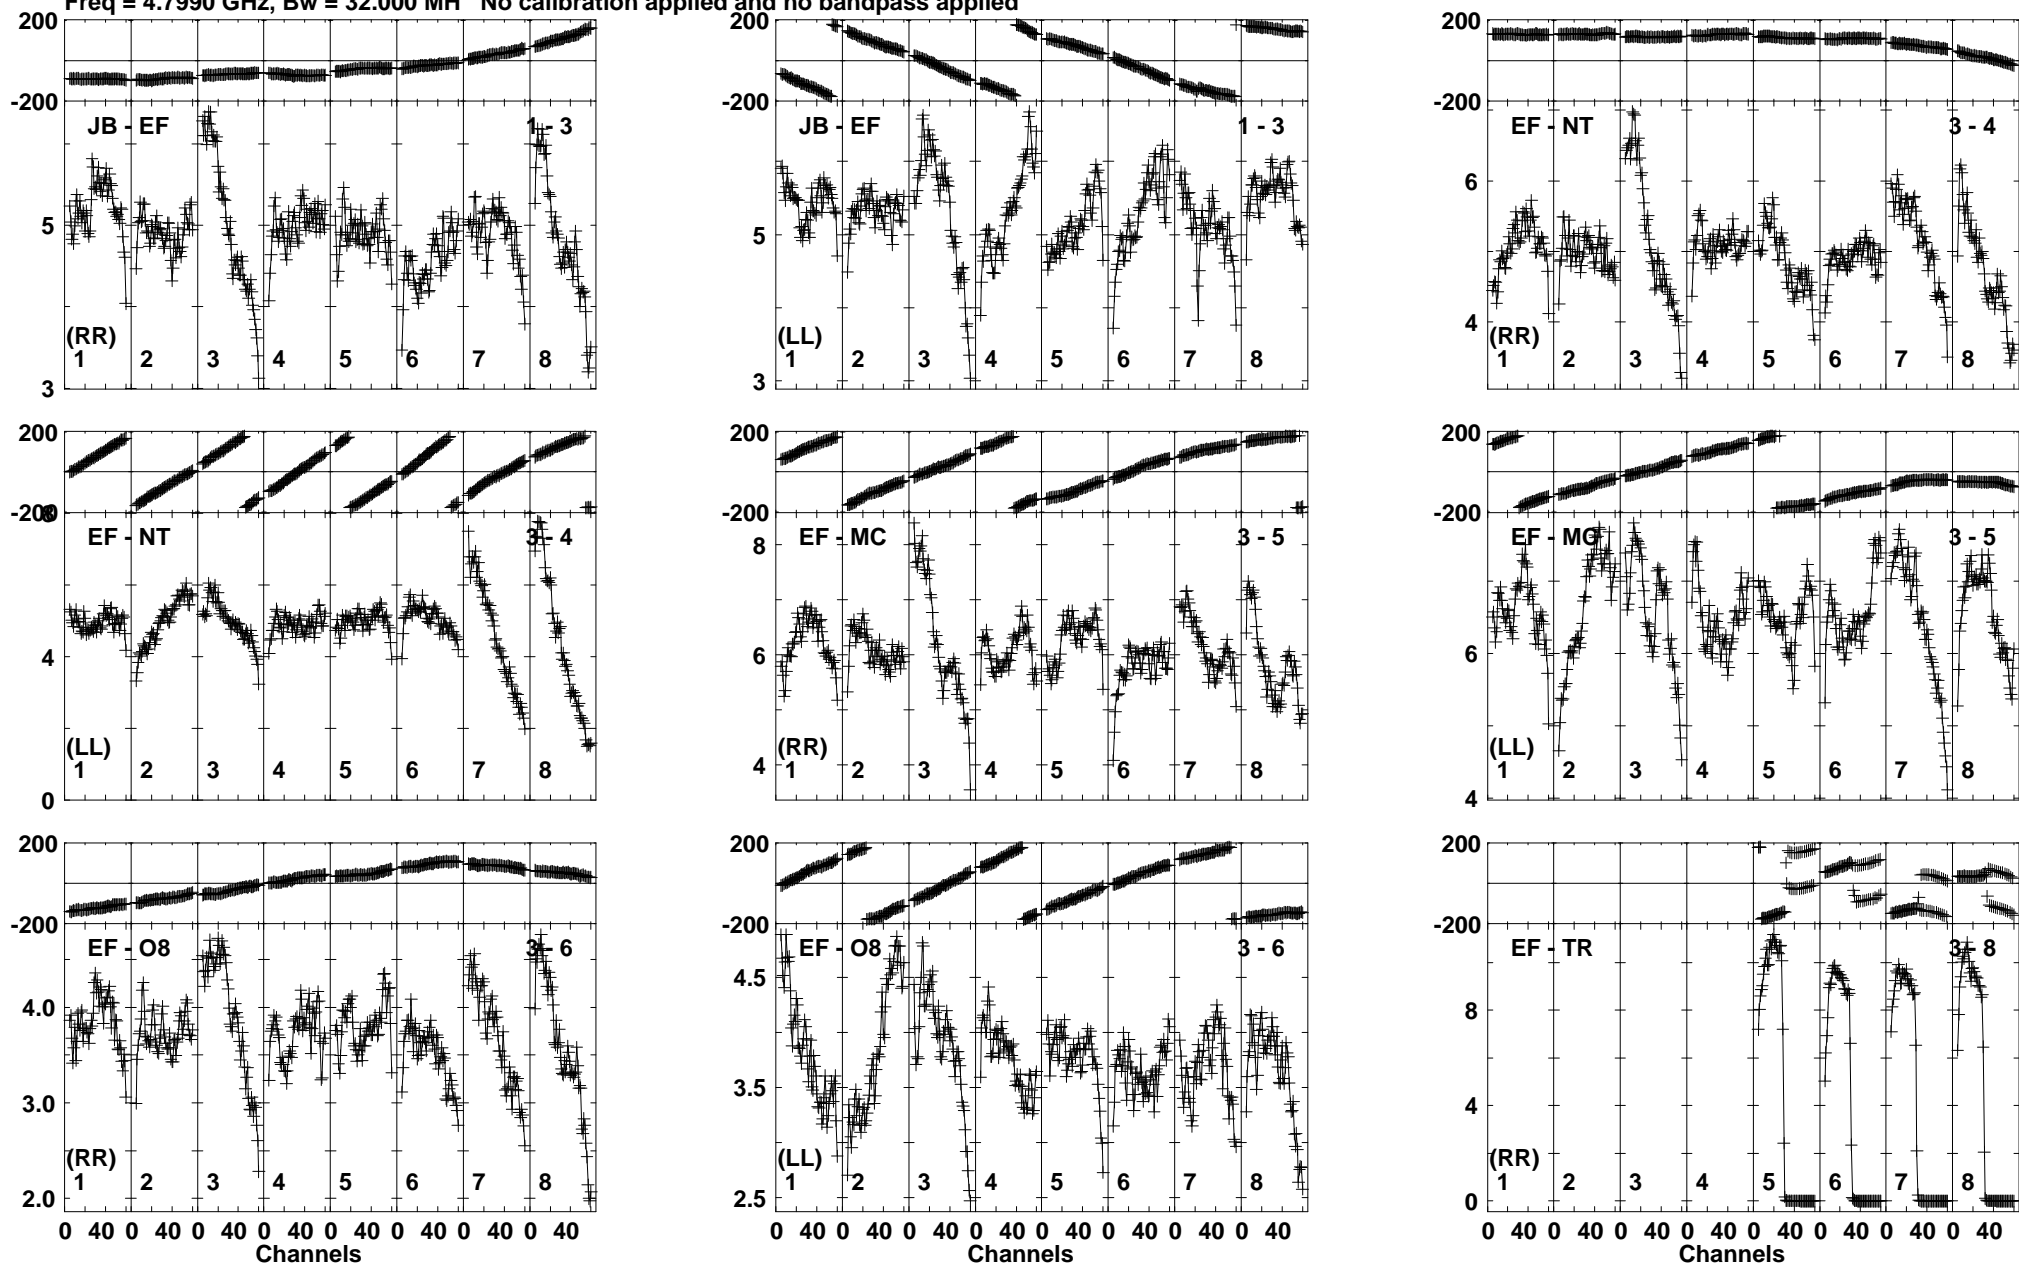 Freq = 4.7990 GHz, Bw = 32.000 MH No calibration applied and no bandpass applied
200
-200
JB - EF 1 - 3
5
3
(RR)
1 2 3 4 5 6 7 8
200
-200
JB - EF 1 - 3
5
3
(LL)
1 2 3 4 5 6 7 8
200
-200
EF - NT 3 - 4
6
4
(RR)
1 2 3 4 5 6 7 8
200
-200
8
EF - NT 3 - 4
4
0
(LL)
1 2 3 4 5 6 7 8
200
-200
EF - MC 3 - 5
8
6
4
(RR)
1 2 3 4 5 6 7 8
200
-200
EF - MC 3 - 5
6
4
(LL)
1 2 3 4 5 6 7 8
200
-200
EF - O8 3 - 6
4.0
3.0
2.0
(RR)
1 2 3 4 5 6 7 8
0 40 0 40 0 40 0 40 0 40 0 40 0 40 0 40
Channels
200
-200
EF - O8 3 - 6
4.5
3.5
2.5
(LL)
1 2 3 4 5 6 7 8
0 40 0 40 0 40 0 40 0 40 0 40 0 40 0 40
Channels
200
-200
EF - TR 3 - 8
8
4
0
(RR)
1 2 3 4 5 6 7 8
0 40 0 40 0 40 0 40 0 40 0 40 0 40 0 40
Channels